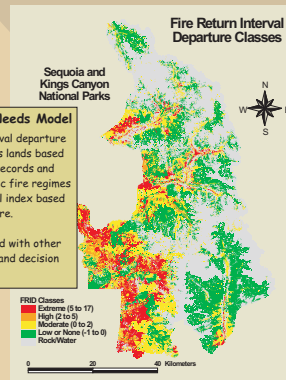 Fire Return Interval
Departure Classes
Sequoia and
Kings Canyon
National Parks
N
W
S
Needs Model
val departure
s lands based
ecords and
c fire regimes
l index based
re.
d with other
and decision
FRID Classes
Extreme (5 to 17)
High (2 to 5)
Moderate (0 to 2)
Low or None (-1 to 0)
Rock/Water
0 20 40 Kilometers